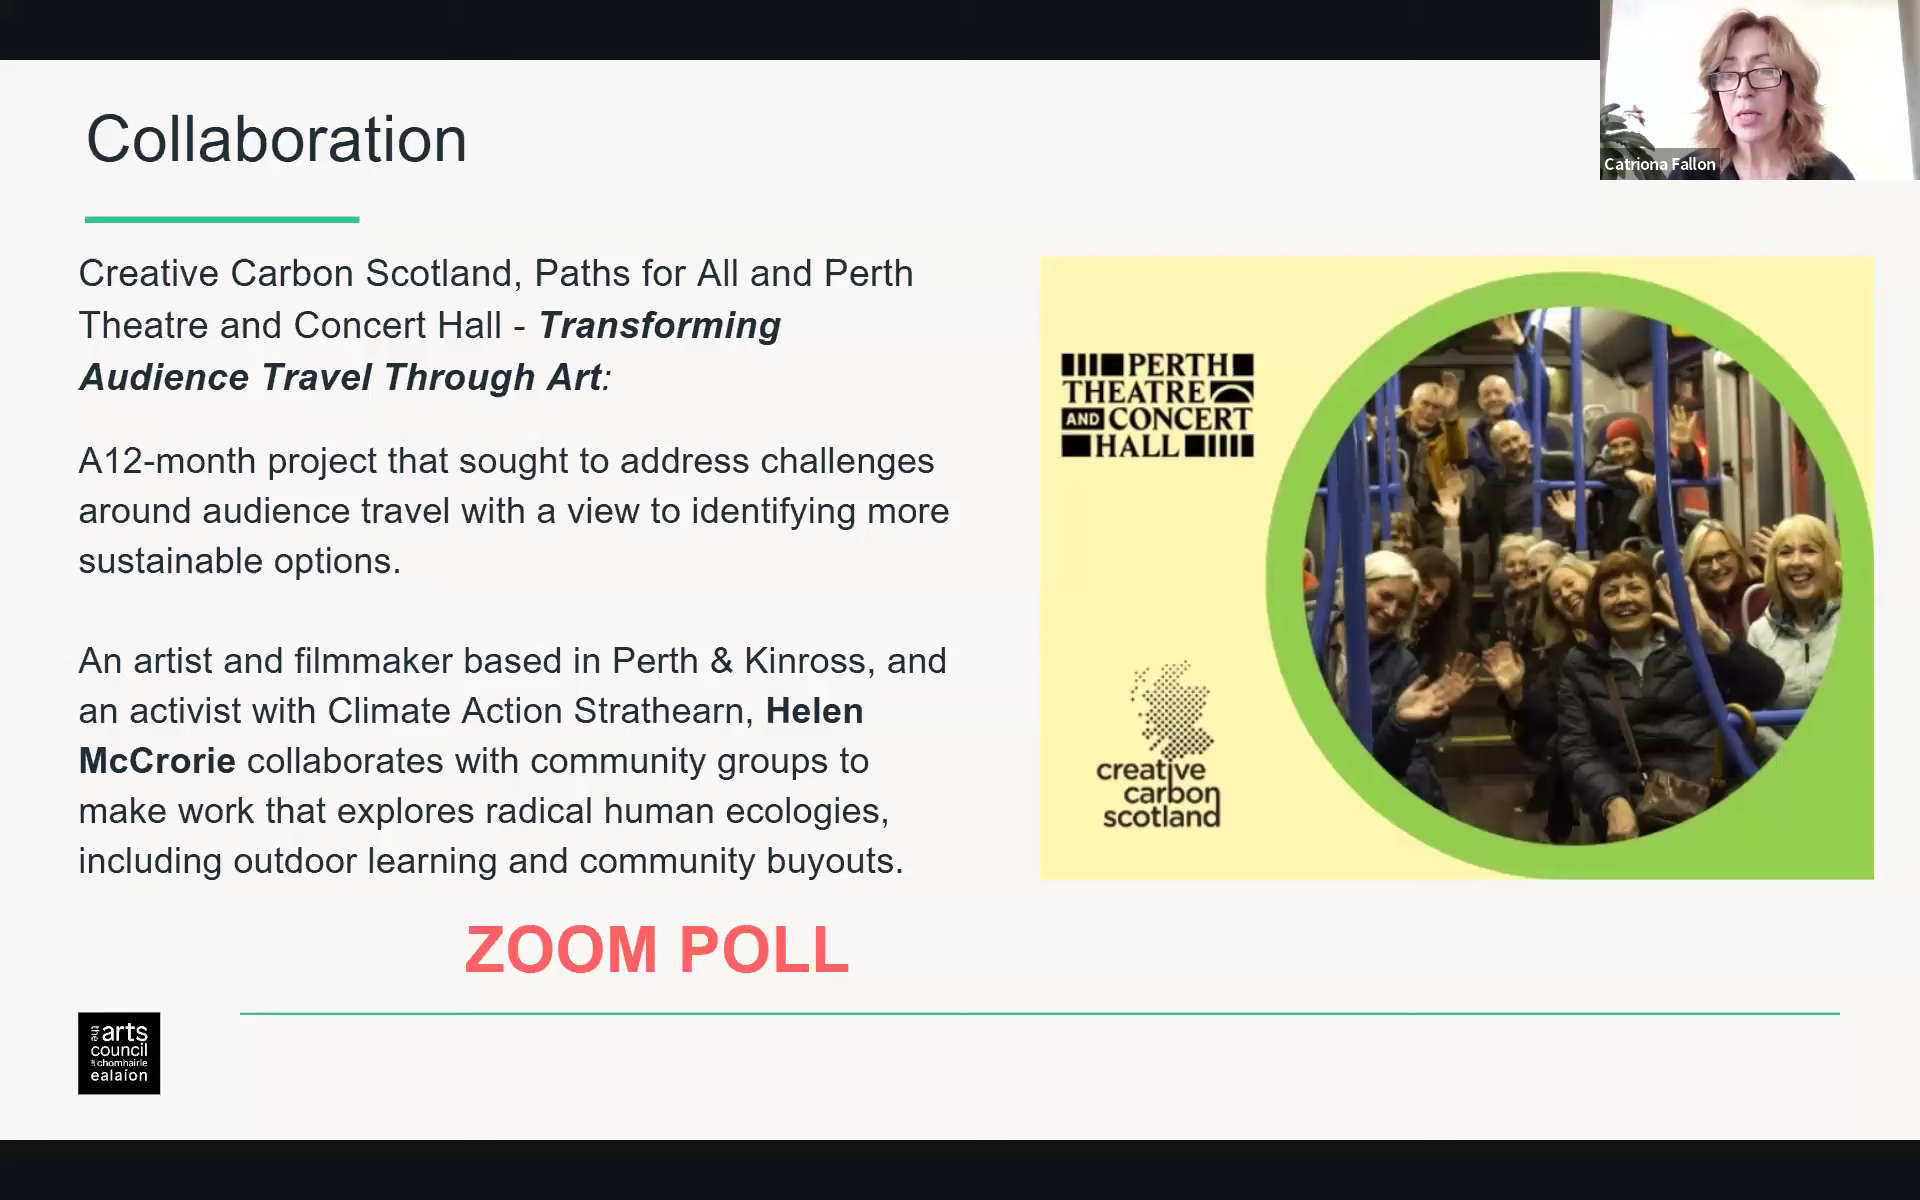 Collaboration
Catriona Fallon
Creative Carbon Scotland, Paths for All and Perth
Theatre and Concert Hall - Transforming
Audience Travel Through Art:
A12-month project that sought to address challenges
around audience travel with a view to identifying more
sustainable options.
An artist and filmmaker based in Perth & Kinross, and
an activist with Climate Action Strathearn, Helen
McCrorie collaborates with community groups to
make work that explores radical human ecologies,
including outdoor learning and community buyouts.
PERTH
THEATRE
AND CONCERT
HALL
creative
carbon
scotland
ZOOM POLL
the arts
council
chomhairle
ealaíon